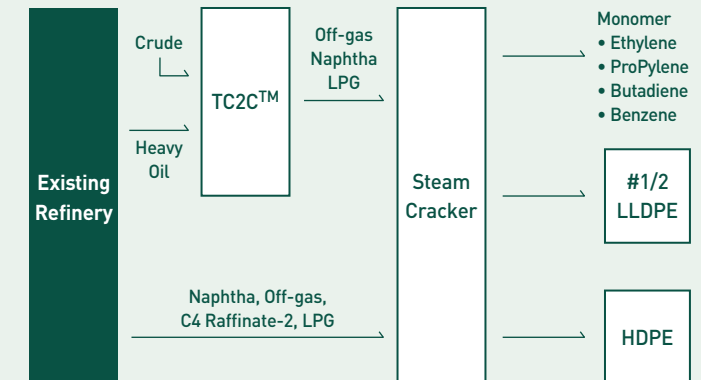 Existing
Refinery
Crude
Heavy
Oil
TC2C™
Off-gas
Naphtha
LPG
Naphtha, Off-gas,
C4 Raffinate-2, LPG
Steam
Cracker
Monomer
• Ethylene
• ProPylene
• Butadiene
• Benzene
#1/2
LLDPE
HDPE